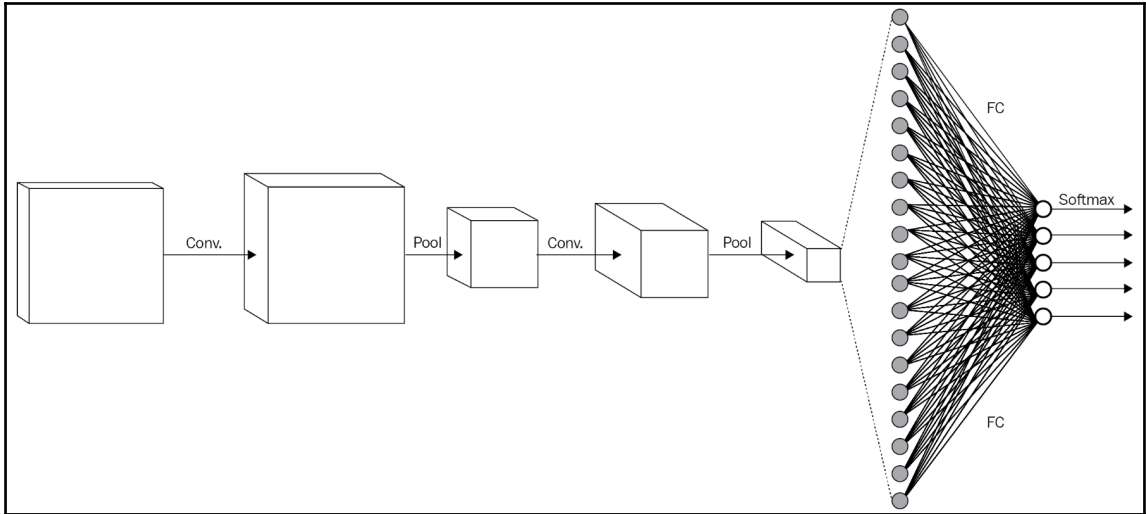 Conv.
Pool
Conv.
Pool
FC
Softmax
FC